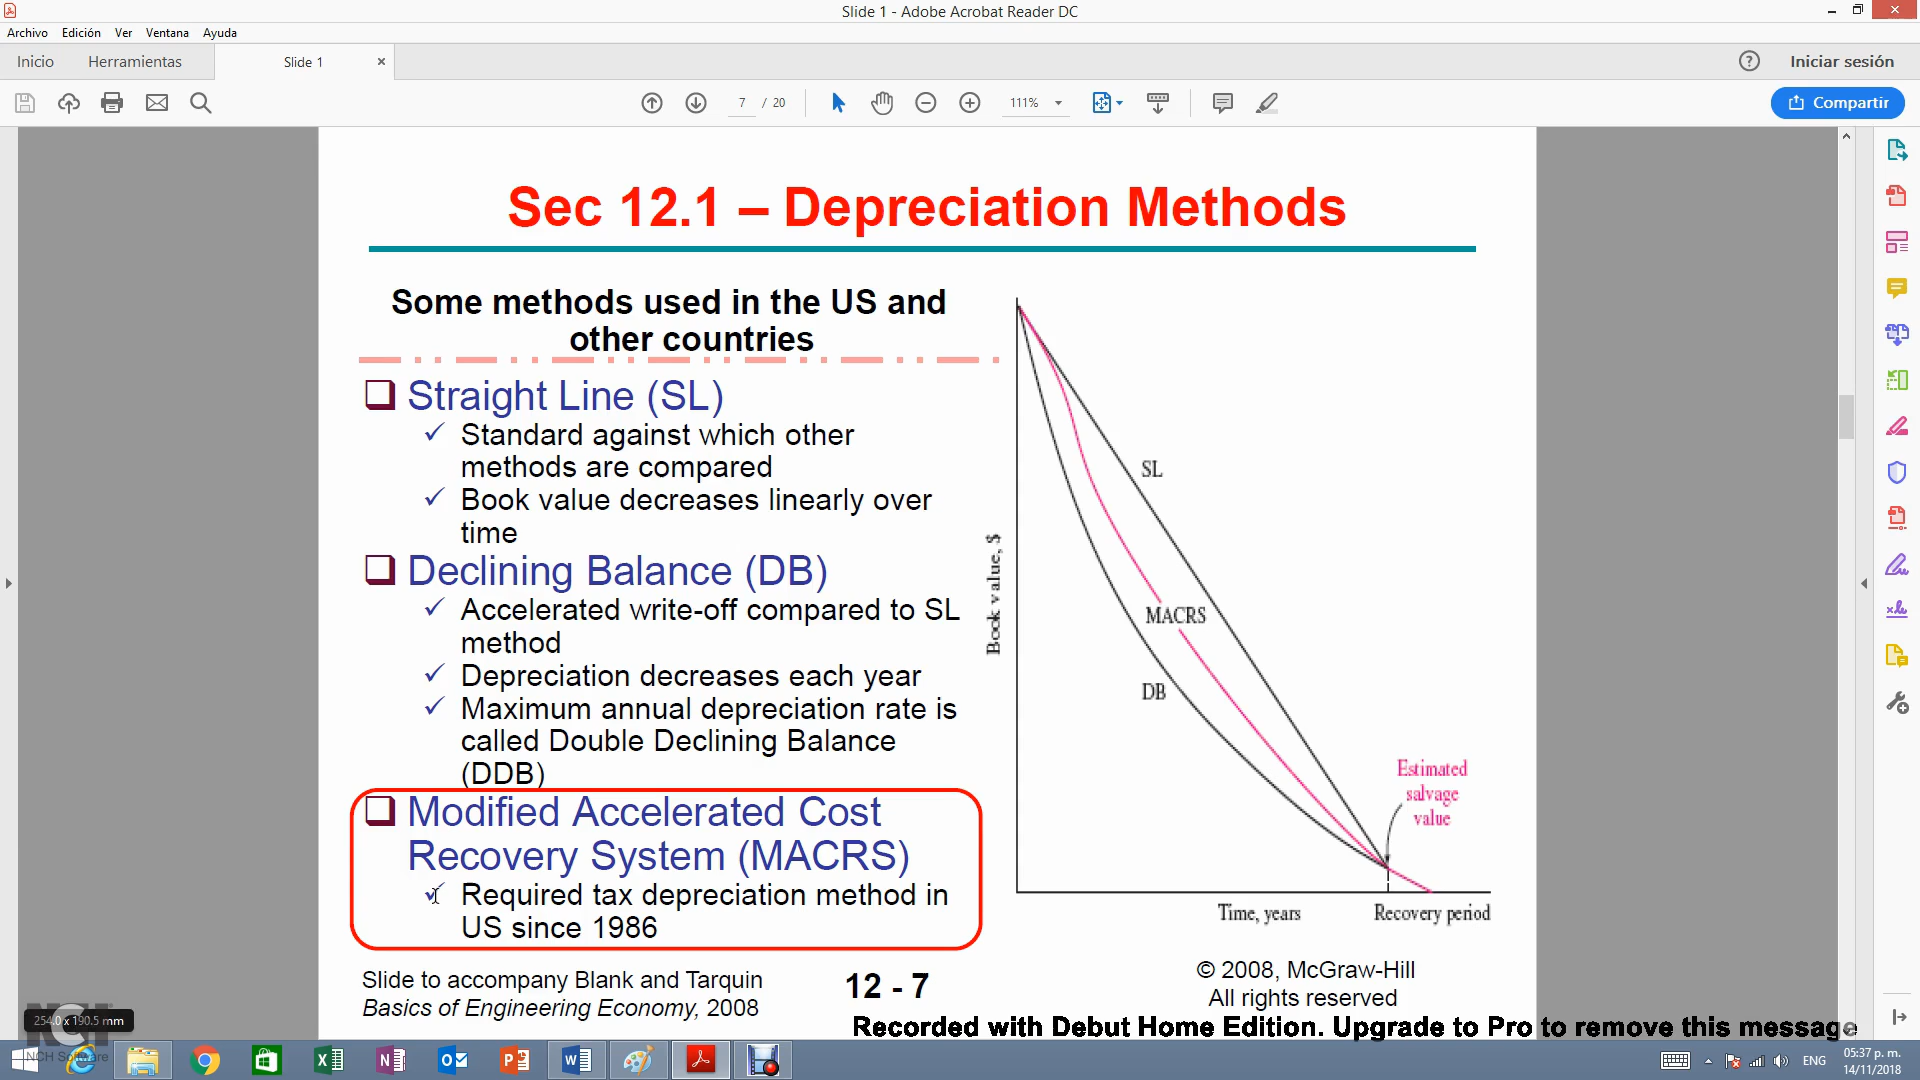 Slide 1 - Adobe Acrobat Reader DC
Archivo Edición Ver Ventana Ayuda
Inicio Herramientas Slide 1 × Iniciar sesión
7 / 20 111% Compartir
Sec 12.1 – Depreciation Methods
Some methods used in the US and
other countries
Straight Line (SL)
Standard against which other
methods are compared
Book value decreases linearly over
time
Declining Balance (DB)
Accelerated write-off compared to SL
method
Depreciation decreases each year
Maximum annual depreciation rate is
called Double Declining Balance
(DDB)
Modified Accelerated Cost
Recovery System (MACRS)
Required tax depreciation method in
US since 1986
Book value, $
SL
MACRS
DB
Estimated
salvage
value
Time, years
Recovery period
Slide to accompany Blank and Tarquin
Basics of Engineering Economy, 2008
12 - 7
© 2008, McGraw-Hill
All rights reserved
254.0 x 190.5 mm
NCH Software
Recorded with Debut Home Edition. Upgrade to Pro to remove this message
ENG
05:37 p. m.
14/11/2018